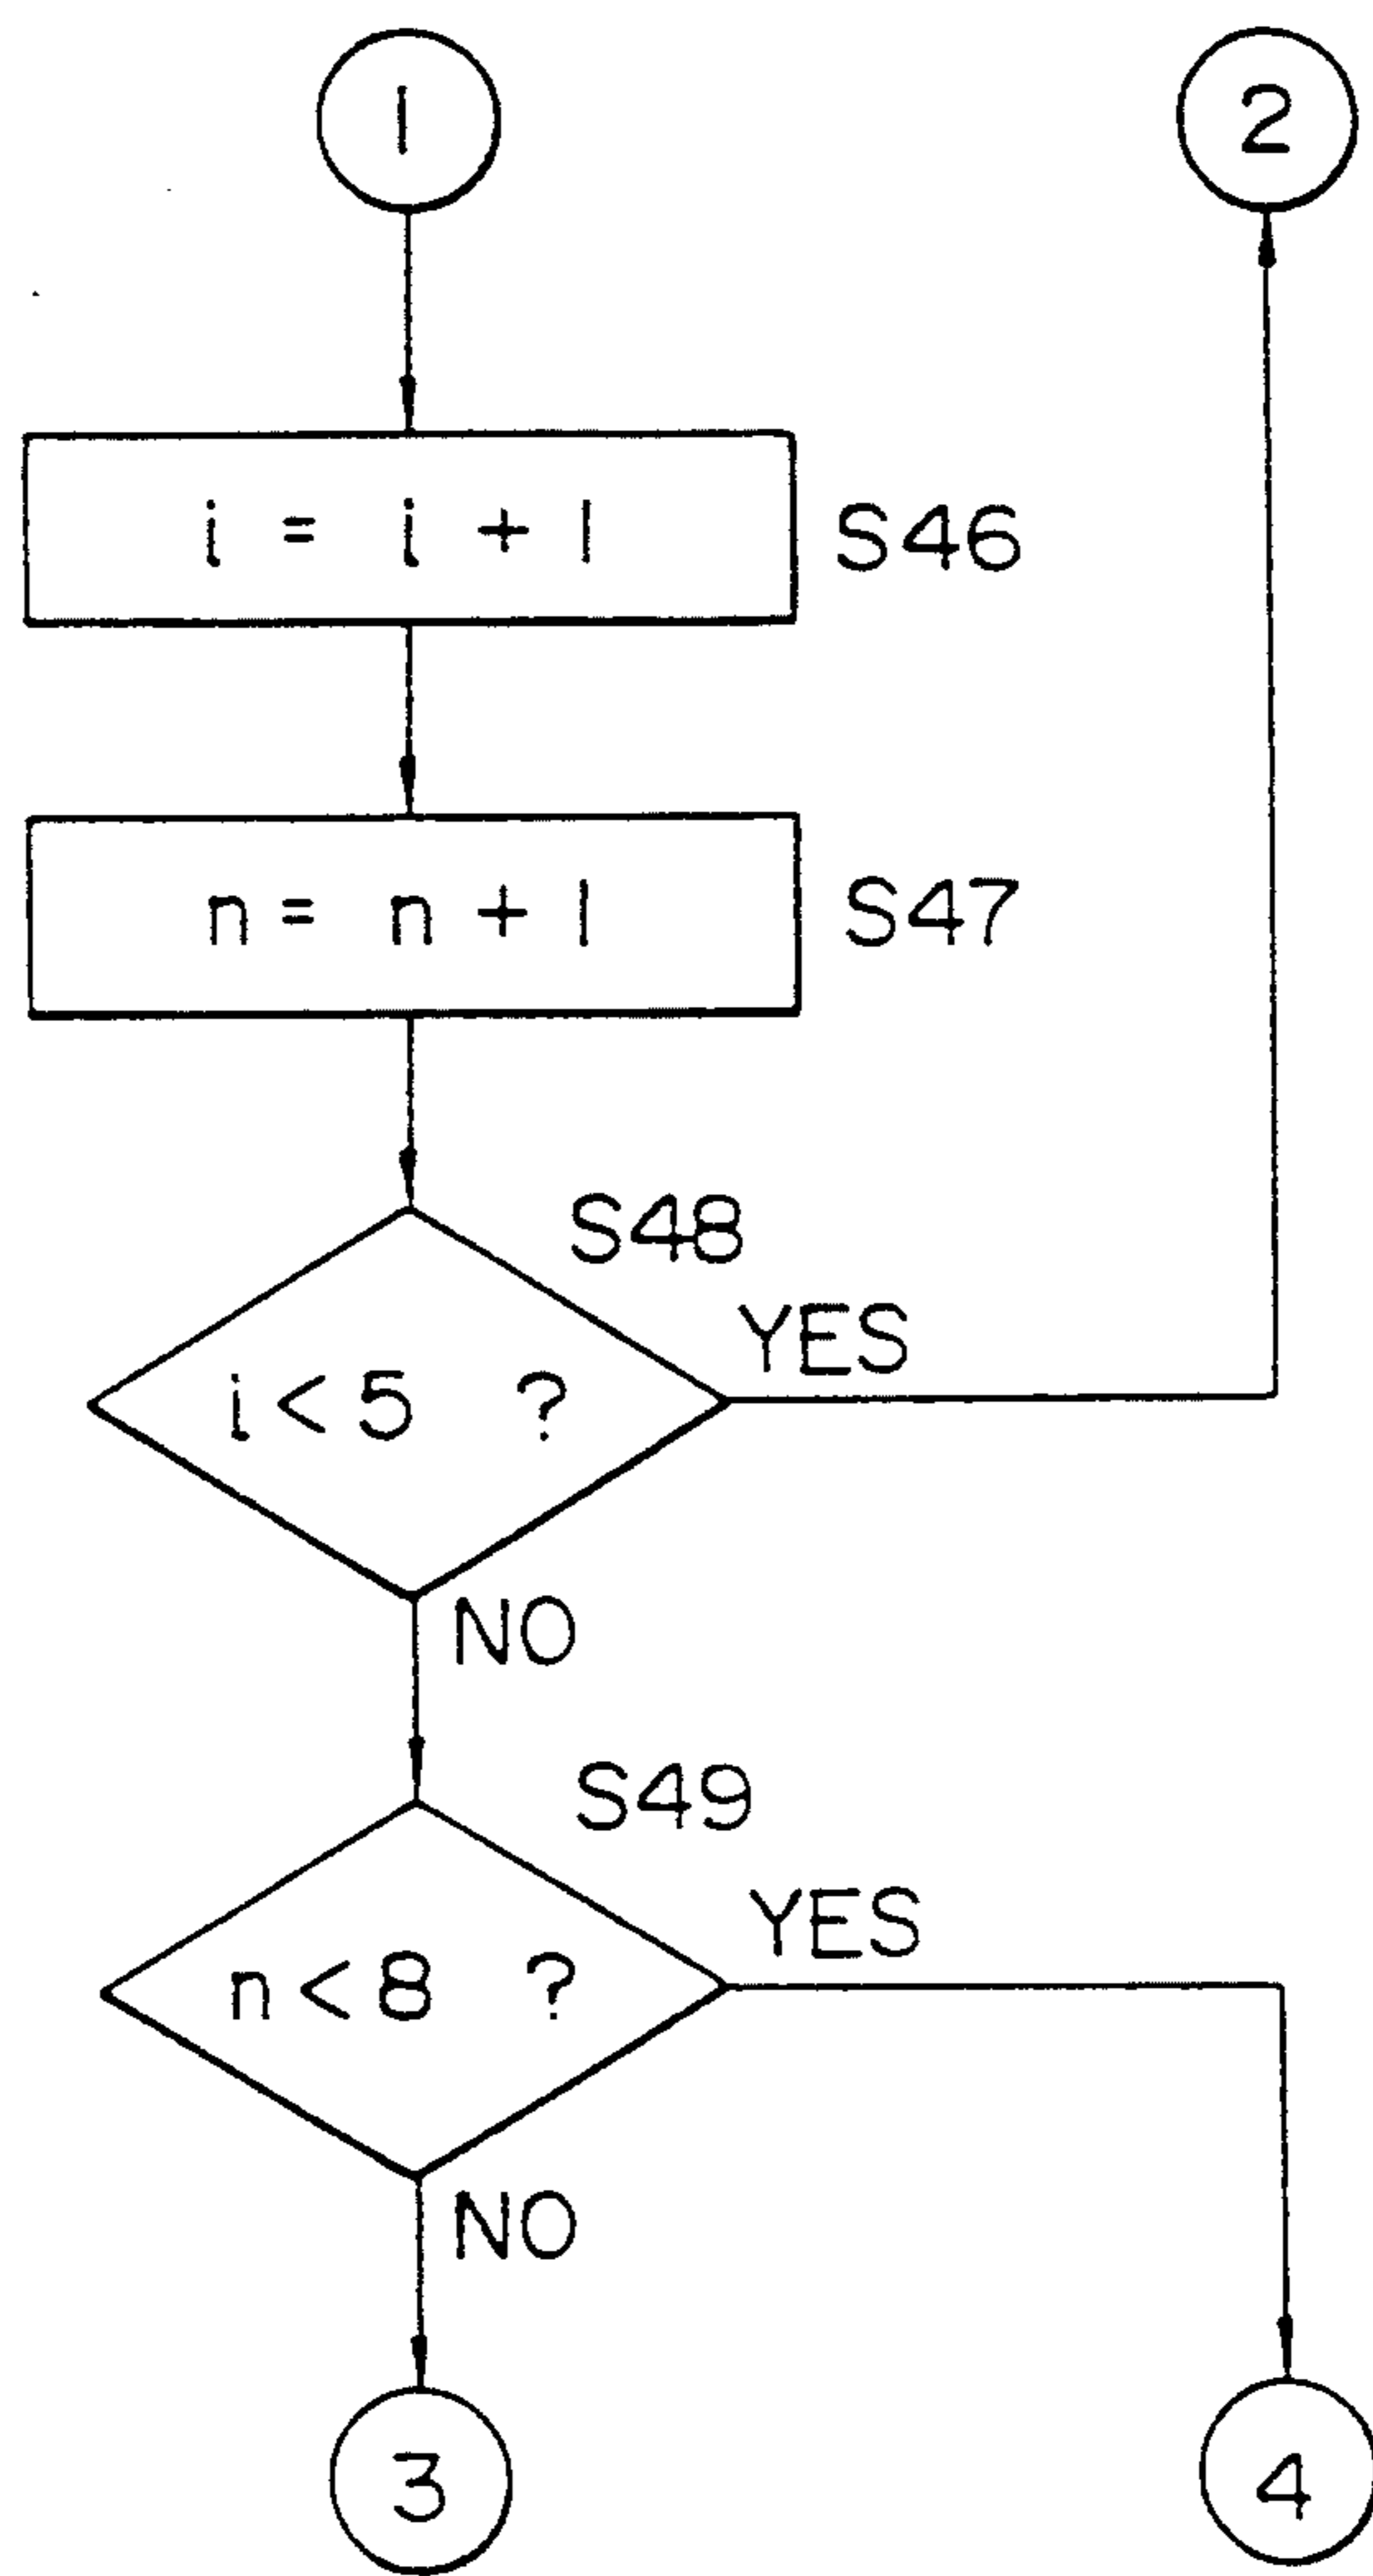 1 2
i = i + 1 S46
n = n + 1 S47
S48
YES
i < 5 ?
NO
S49
YES
n < 8 ?
NO
3 4